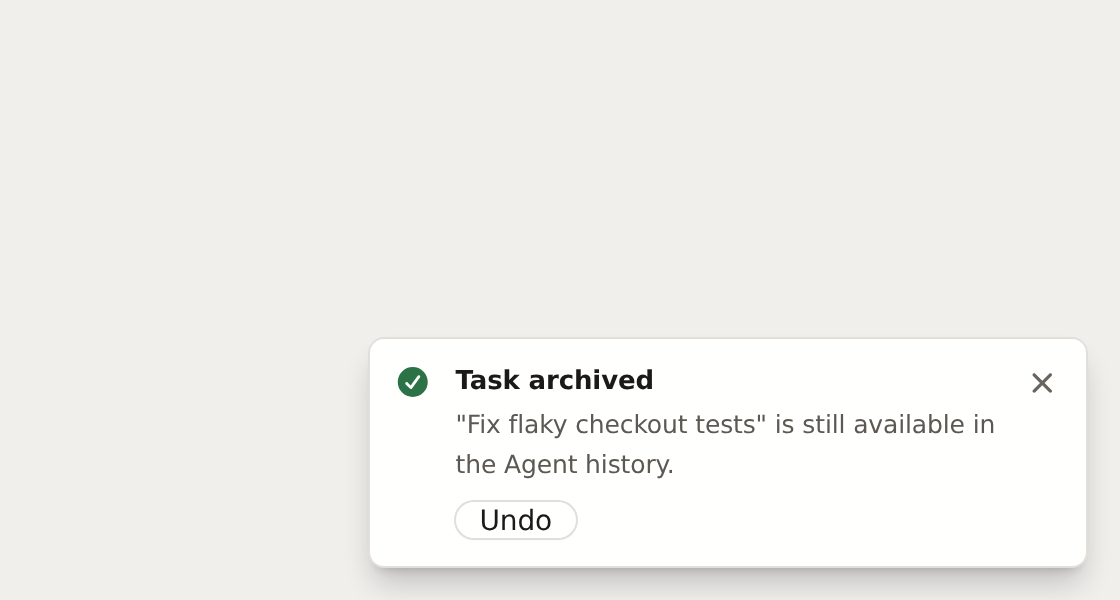 Task archived
"Fix flaky checkout tests" is still available in
the Agent history.
Undo